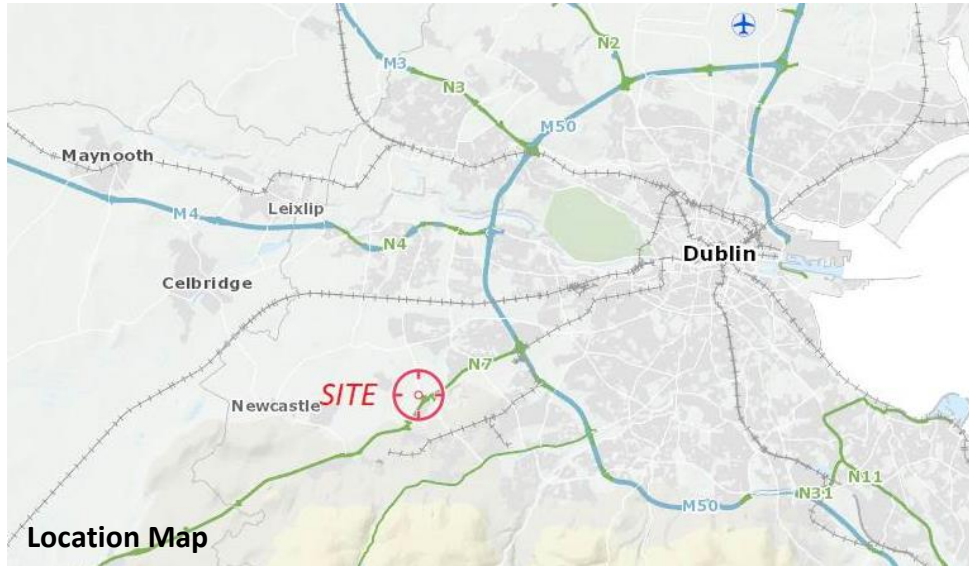 N2
M3
N3
M50
Maynooth
Leixlip
M4
N4
Dublin
Celbridge
N7
SITE
Newcastle
N11
N31
M50
Location Map